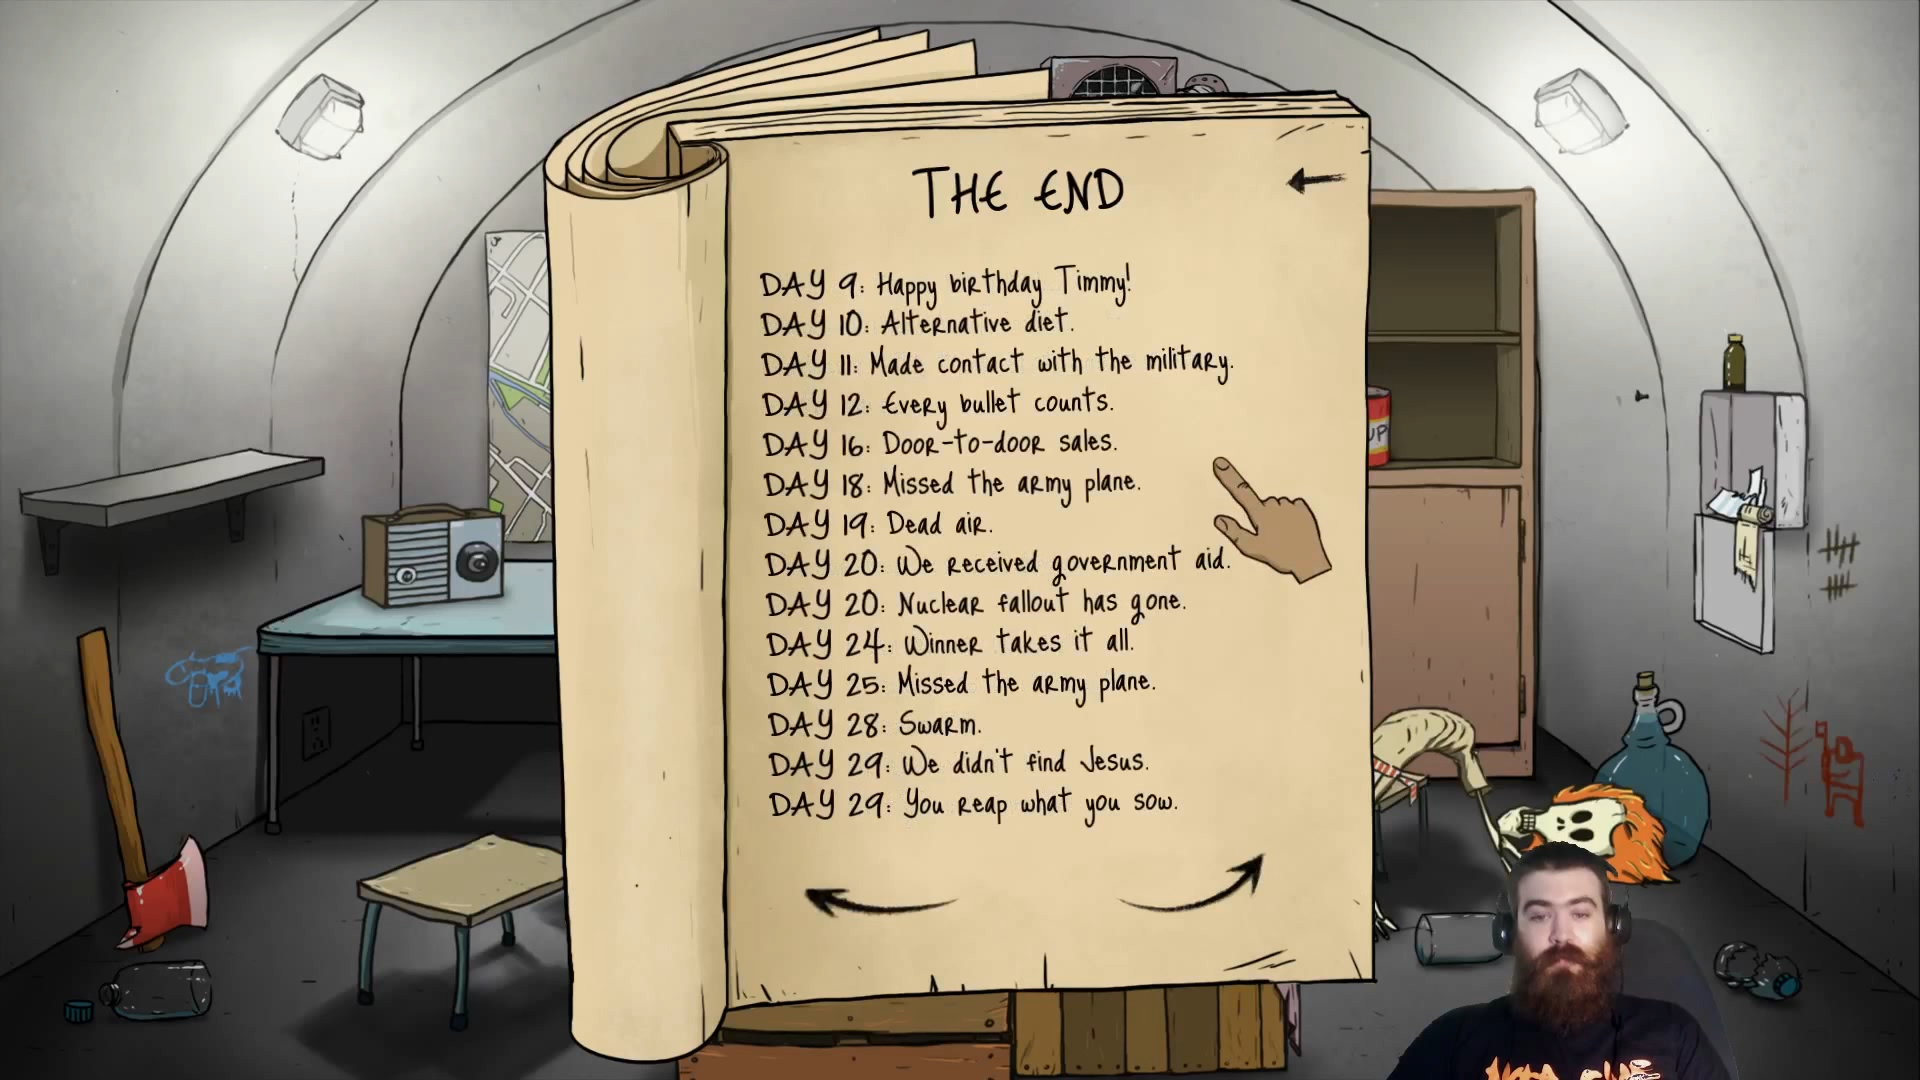 THE END
DAY 9: Happy birthday Timmy!
DAY 10: Alternative diet.
DAY 11: Made contact with the military.
DAY 12: Every bullet counts.
DAY 16: Door-to-door sales.
DAY 18: Missed the army plane.
DAY 19: Dead air.
DAY 20: We received government aid.
DAY 20: Nuclear fallout has gone.
DAY 24: Winner takes it all.
DAY 25: Missed the army plane.
DAY 28: Swarm.
DAY 29: We didn't find Jesus.
DAY 29: You reap what you sow.